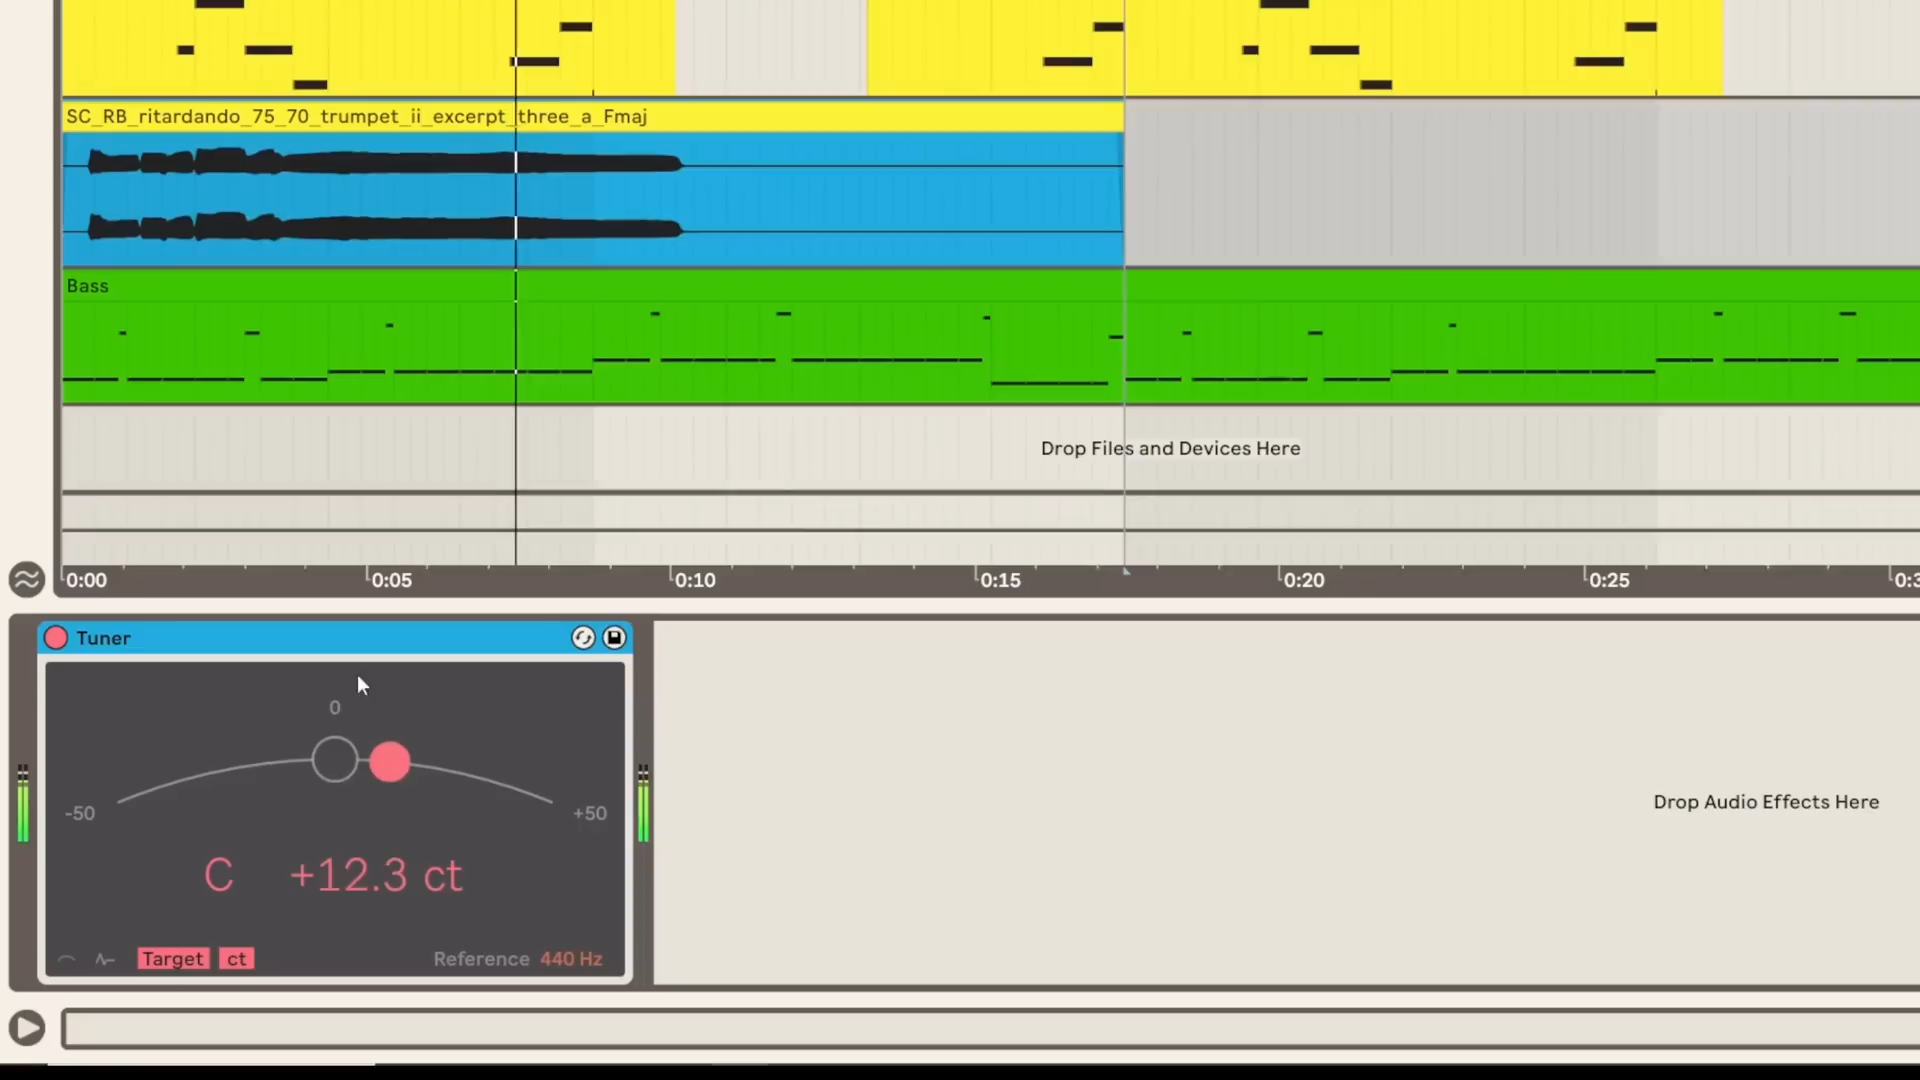 SC_RB_ritardando_75_70_trumpet_ii_excerpt_three_a_Fmaj
Bass
Drop Files and Devices Here
0:00 0:05 0:10 0:15 0:20 0:25
Tuner
0
-50 +50
C +12.3 ct
Target ct Reference 440 Hz
Drop Audio Effects Here